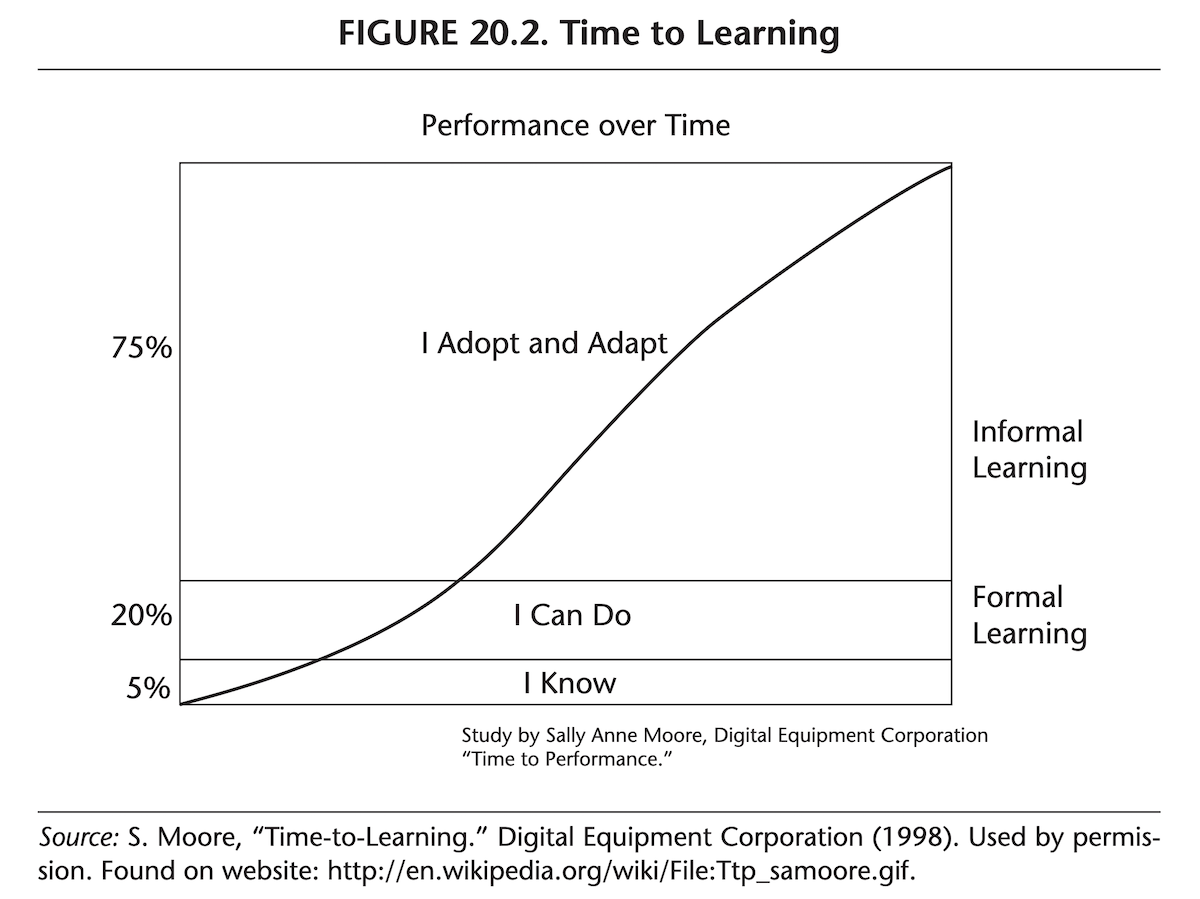 FIGURE 20.2. Time to Learning
Performance over Time
75%
I Adopt and Adapt
Informal
Learning
20%
I Can Do
Formal
Learning
5%
I Know
Study by Sally Anne Moore, Digital Equipment Corporation
“Time to Performance.”
Source: S. Moore, “Time-to-Learning.” Digital Equipment Corporation (1998). Used by permis-
sion. Found on website: http://en.wikipedia.org/wiki/File:Ttp_samoore.gif.